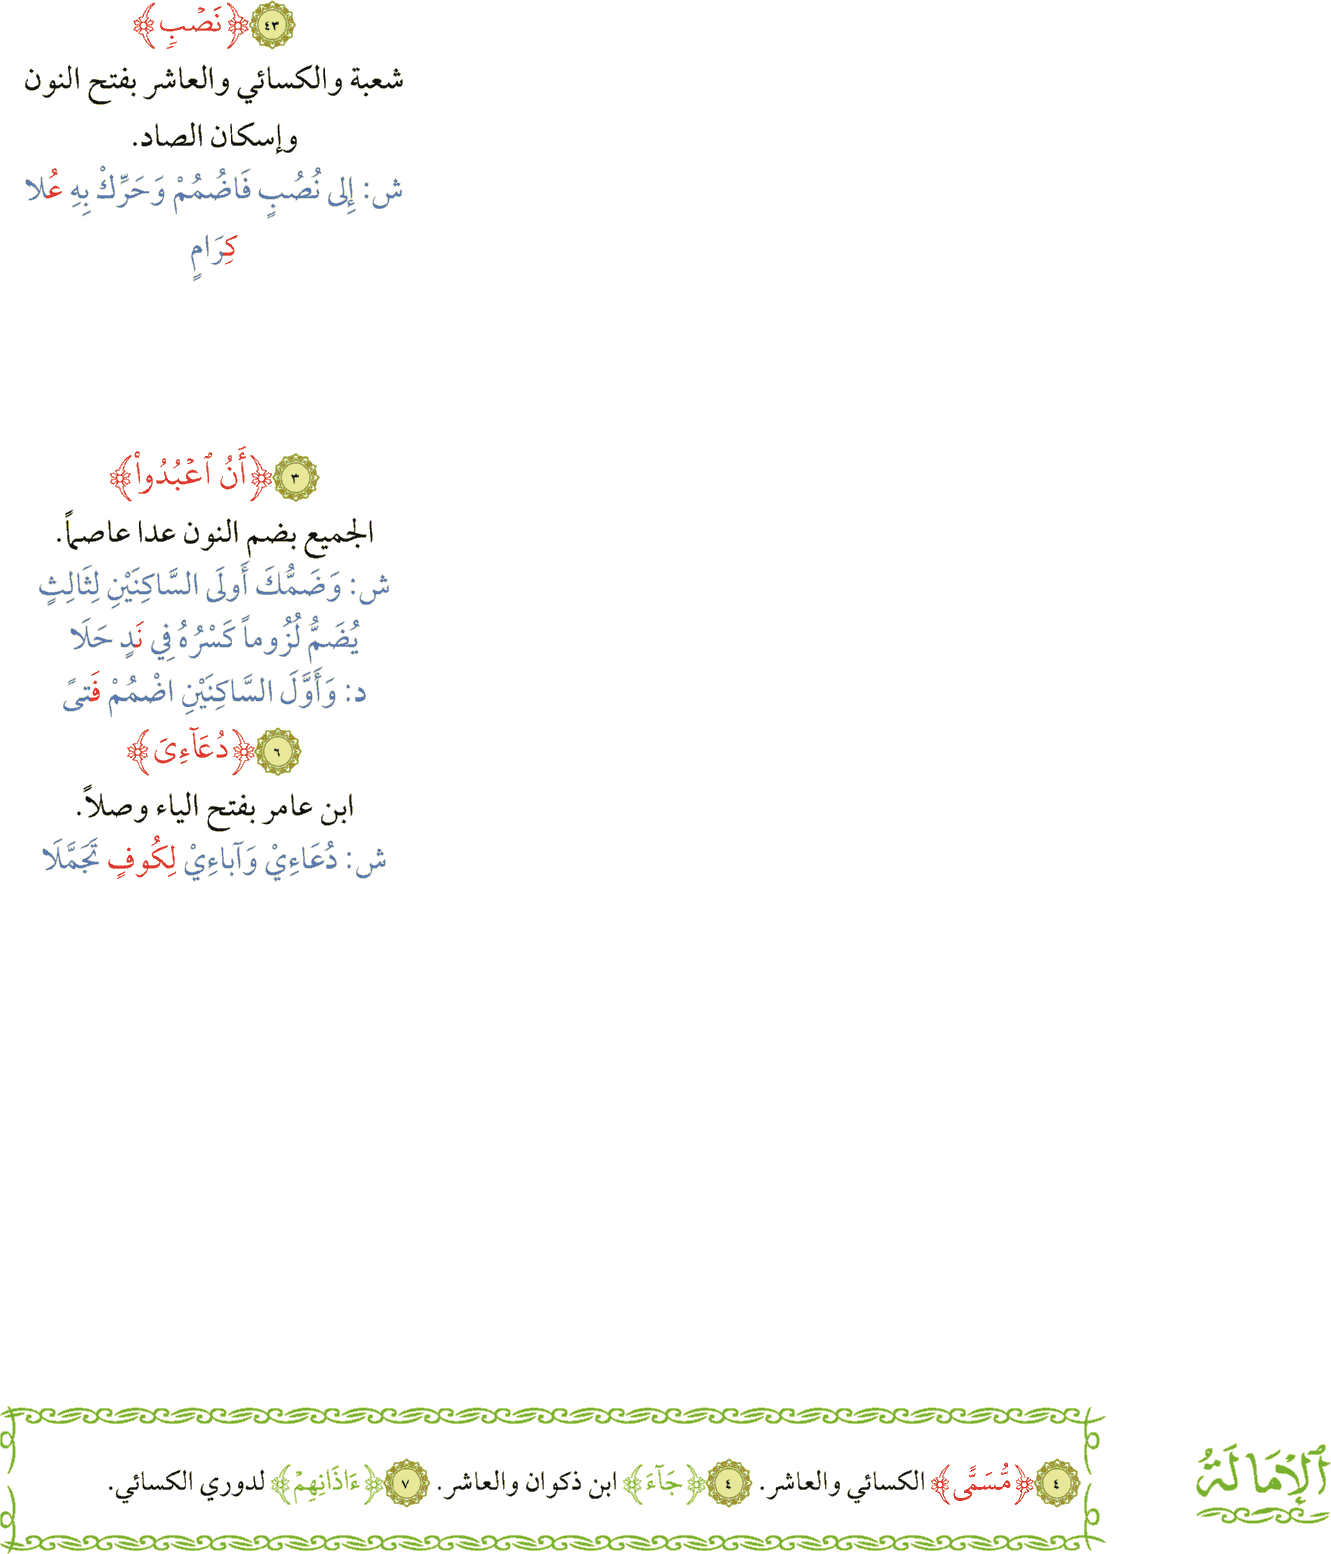 ٤٣ ﴿نَصۡبٖ﴾
شعبة والكسائي والعاشر بفتح النون
وإسكان الصاد.
ش: إِلى نُصُبٍ فَاضْمُمْ وَحَرِّكْ بِهِ عُلا
كِرَامٍ
٣ ﴿أَنُ ٱعۡبُدُواْ﴾
الجميع بضم النون عدا عاصماً.
ش: وَضَمُّكَ أَولَى السَّاكِنَيْنِ لِثَالِثٍ
يُضَمُّ لُزُوماً كَسْرُهُ فِي نَدٍ حَلَا
د: وَأَوَّلَ السَّاكِنَيْنِ اضْمُمْ فَتىً
٦ ﴿دُعَآءِىَ﴾
ابن عامر بفتح الياء وصلاً.
ش: دُعَاءِيْ وَآباءِيْ لِكُوفٍ تَجَمَّلَا
ٱلْإِمَالَةُ
٤ ﴿مُّسَمًّى﴾ الكسائي والعاشر. ٤ ﴿جَآءَ﴾ ابن ذكوان والعاشر. ٧ ﴿ءَاذَانِهِمۡ﴾ لدوري الكسائي.